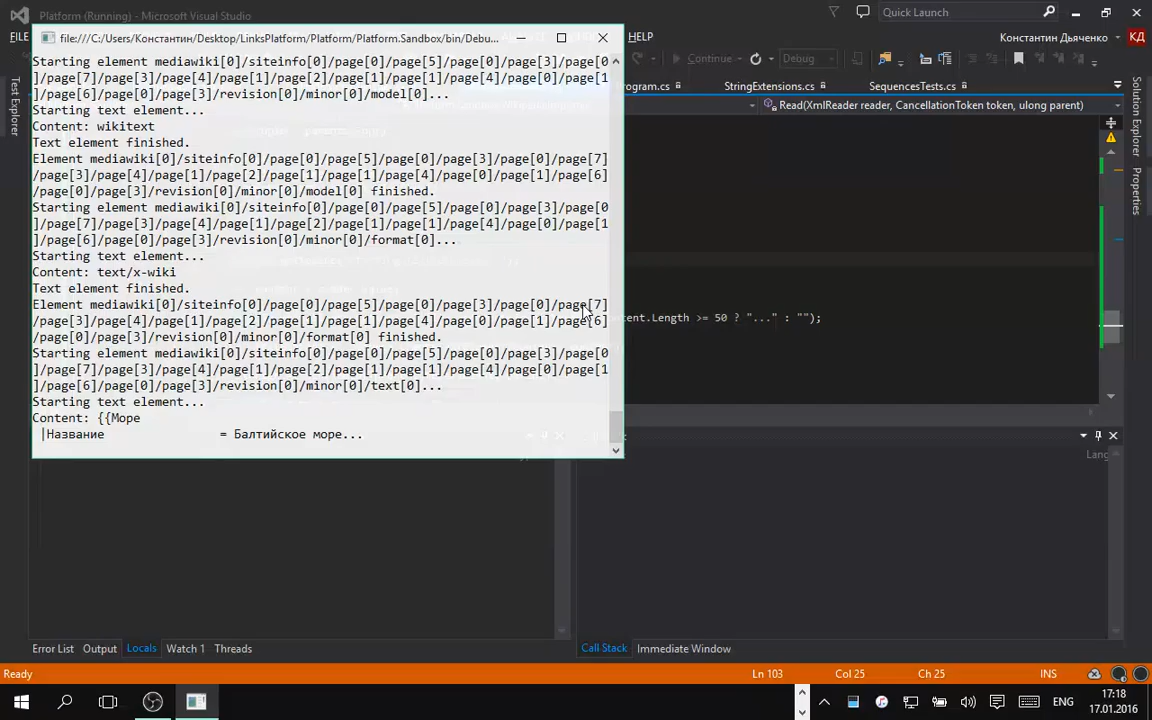 Platform (Running) - Microsoft Visual Studio
Quick Launch
FILE
HELP
Константин Дьяченко
КД
file:///C:/Users/Константин/Desktop/LinksPlatform/Platform/Platform.Sandbox/bin/Debu...
Continue
Debug
rogram.cs
StringExtensions.cs
SequencesTests.cs
Read(XmlReader reader, CancellationToken token, ulong parent)
Test Explorer
Solution Explorer
Properties
Starting element mediawiki[0]/siteinfo[0]/page[0]/page[5]/page[0]/page[3]/page[0
]/page[7]/page[3]/page[4]/page[1]/page[2]/page[1]/page[1]/page[4]/page[0]/page[1
]/page[6]/page[0]/page[3]/revision[0]/minor[0]/model[0]...
Starting text element...
Content: wikitext
Text element finished.
Element mediawiki[0]/siteinfo[0]/page[0]/page[5]/page[0]/page[3]/page[0]/page[7]
/page[3]/page[4]/page[1]/page[2]/page[1]/page[1]/page[4]/page[0]/page[1]/page[6]
/page[0]/page[3]/revision[0]/minor[0]/model[0] finished.
Starting element mediawiki[0]/siteinfo[0]/page[0]/page[5]/page[0]/page[3]/page[0
]/page[7]/page[3]/page[4]/page[1]/page[2]/page[1]/page[1]/page[4]/page[0]/page[1
]/page[6]/page[0]/page[3]/revision[0]/minor[0]/format[0]...
Starting text element...
Content: text/x-wiki
Text element finished.
Element mediawiki[0]/siteinfo[0]/page[0]/page[5]/page[0]/page[3]/page[0]/page[7]
/page[3]/page[4]/page[1]/page[2]/page[1]/page[1]/page[4]/page[0]/page[1]/page[6]
/page[0]/page[3]/revision[0]/minor[0]/format[0] finished.
Starting element mediawiki[0]/siteinfo[0]/page[0]/page[5]/page[0]/page[3]/page[0
]/page[7]/page[3]/page[4]/page[1]/page[2]/page[1]/page[1]/page[4]/page[0]/page[1
]/page[6]/page[0]/page[3]/revision[0]/minor[0]/text[0]...
Starting text element...
Content: {{Море
|Название = Балтийское море...
tent.Length >= 50 ? "..." : "");
Lang
Error List Output Locals Watch 1 Threads
Call Stack Immediate Window
Ready
Ln 103 Col 25 Ch 25 INS
ENG
17:18
17.01.2016